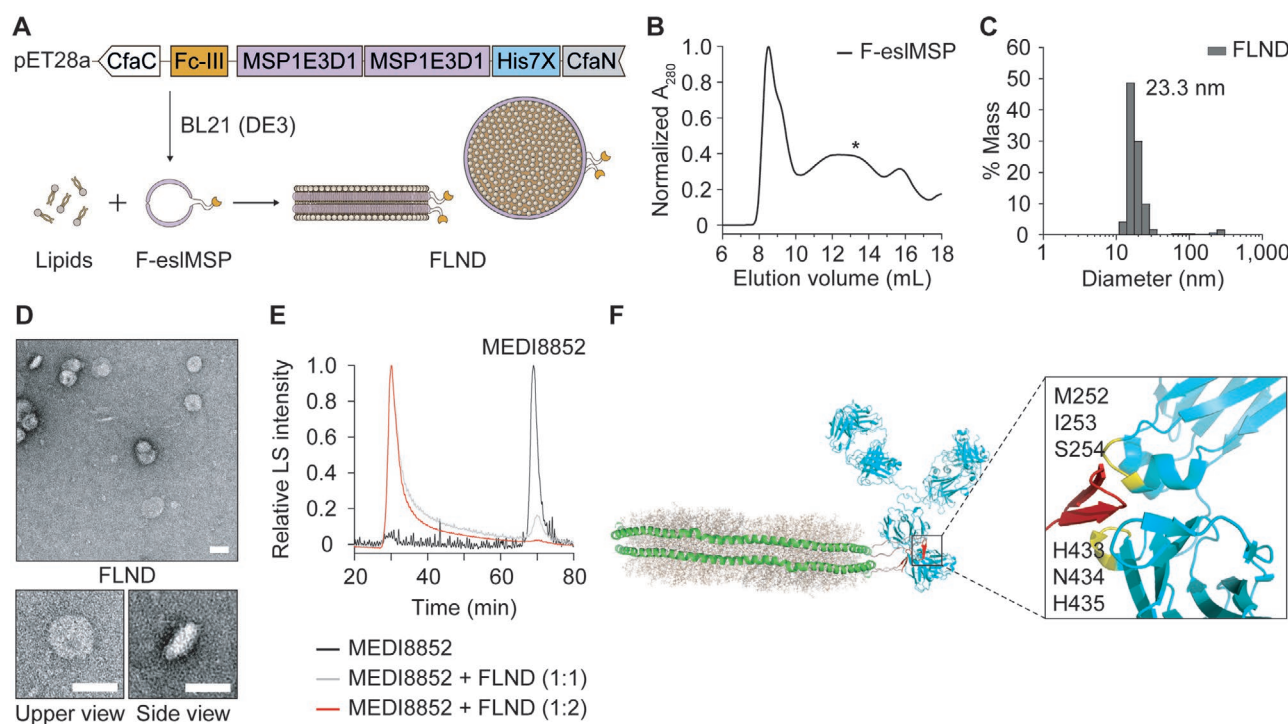 A
pET28a
CfaC
Fc-III
MSP1E3D1
MSP1E3D1
His7X
CfaN
BL21 (DE3)
+
Lipids
F-eslMSP
FLND
B
F-eslMSP
Normalized A280
1.0
0.8
0.6
0.4
0.2
0
*
6 8 10 12 14 16 18
Elution volume (mL)
C
FLND
23.3 nm
% Mass
60
50
40
30
20
10
0
1 10 100 1,000
Diameter (nm)
D
FLND
Upper view
Side view
E
MEDI8852
Relative LS intensity
1.0
0.8
0.6
0.4
0.2
0
20 40 60 80
Time (min)
MEDI8852
MEDI8852 + FLND (1:1)
MEDI8852 + FLND (1:2)
F
M252
I253
S254
H433
N434
H435